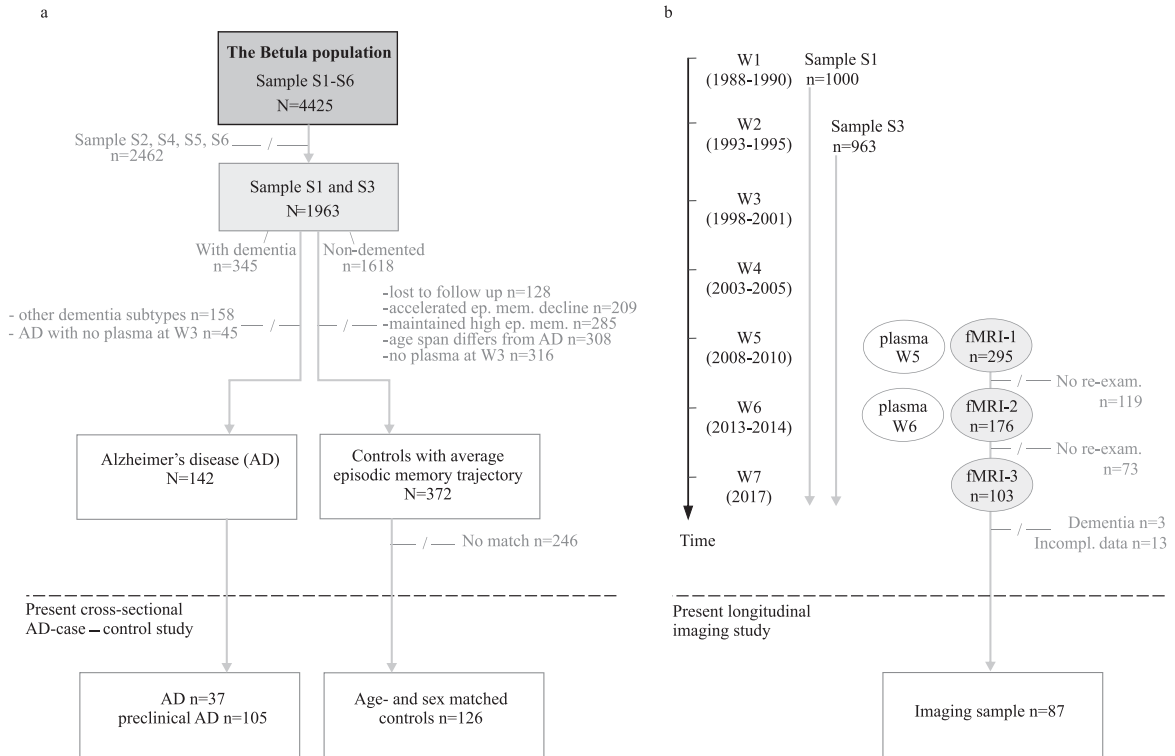 a
The Betula population
Sample S1-S6
N=4425
Sample S2, S4, S5, S6
n=2462
Sample S1 and S3
N=1963
With dementia
n=345
Non-demented
n=1618
- other dementia subtypes n=158
- AD with no plasma at W3 n=45
-lost to follow up n=128
-accelerated ep. mem. decline n=209
-maintained high ep. mem. n=285
-age span differs from AD n=308
-no plasma at W3 n=316
Alzheimer's disease (AD)
N=142
Controls with average
episodic memory trajectory
N=372
No match n=246
Present cross-sectional
AD-case – control study
AD n=37
preclinical AD n=105
Age- and sex matched
controls n=126
b
W1
(1988-1990)
Sample S1
n=1000
W2
(1993-1995)
Sample S3
n=963
W3
(1998-2001)
W4
(2003-2005)
W5
(2008-2010)
plasma
W5
fMRI-1
n=295
No re-exam.
n=119
W6
(2013-2014)
plasma
W6
fMRI-2
n=176
No re-exam.
n=73
W7
(2017)
fMRI-3
n=103
Time
Dementia n=3
Incompl. data n=13
Present longitudinal
imaging study
Imaging sample n=87